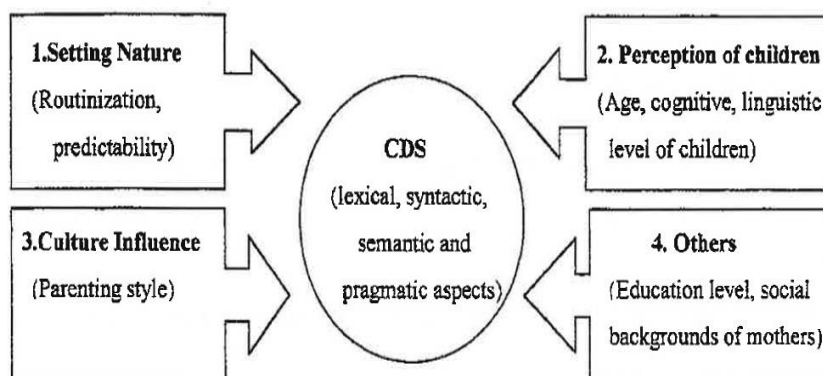 1.Setting Nature
(Routinization,
predictability)
2. Perception of children
(Age, cognitive, linguistic
level of children)
CDS
(lexical, syntactic,
semantic and
pragmatic aspects)
3.Culture Influence
(Parenting style)
4. Others
(Education level, social
backgrounds of mothers)